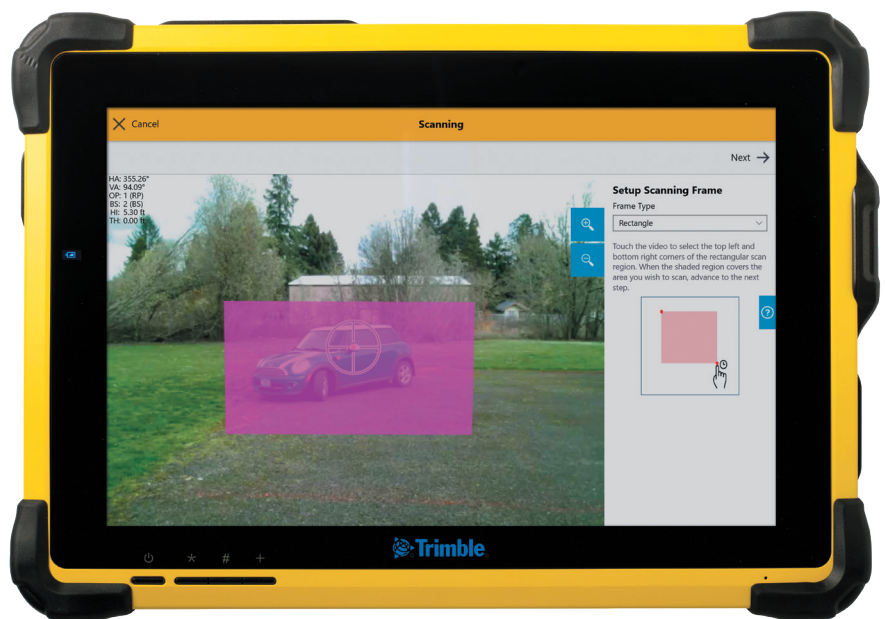 Cancel
Scanning
Next
HA: 355.26°
VA: 94.09°
OP: 1 (RP)
BS: 2 (BS)
HI: 5.30 ft
TH: 0.00 ft
Setup Scanning Frame
Frame Type
Rectangle
Touch the video to select the top left and
bottom right corners of the rectangular scan
region. When the shaded region covers the
area you wish to scan, advance to the next
step.
?
Trimble
* # +